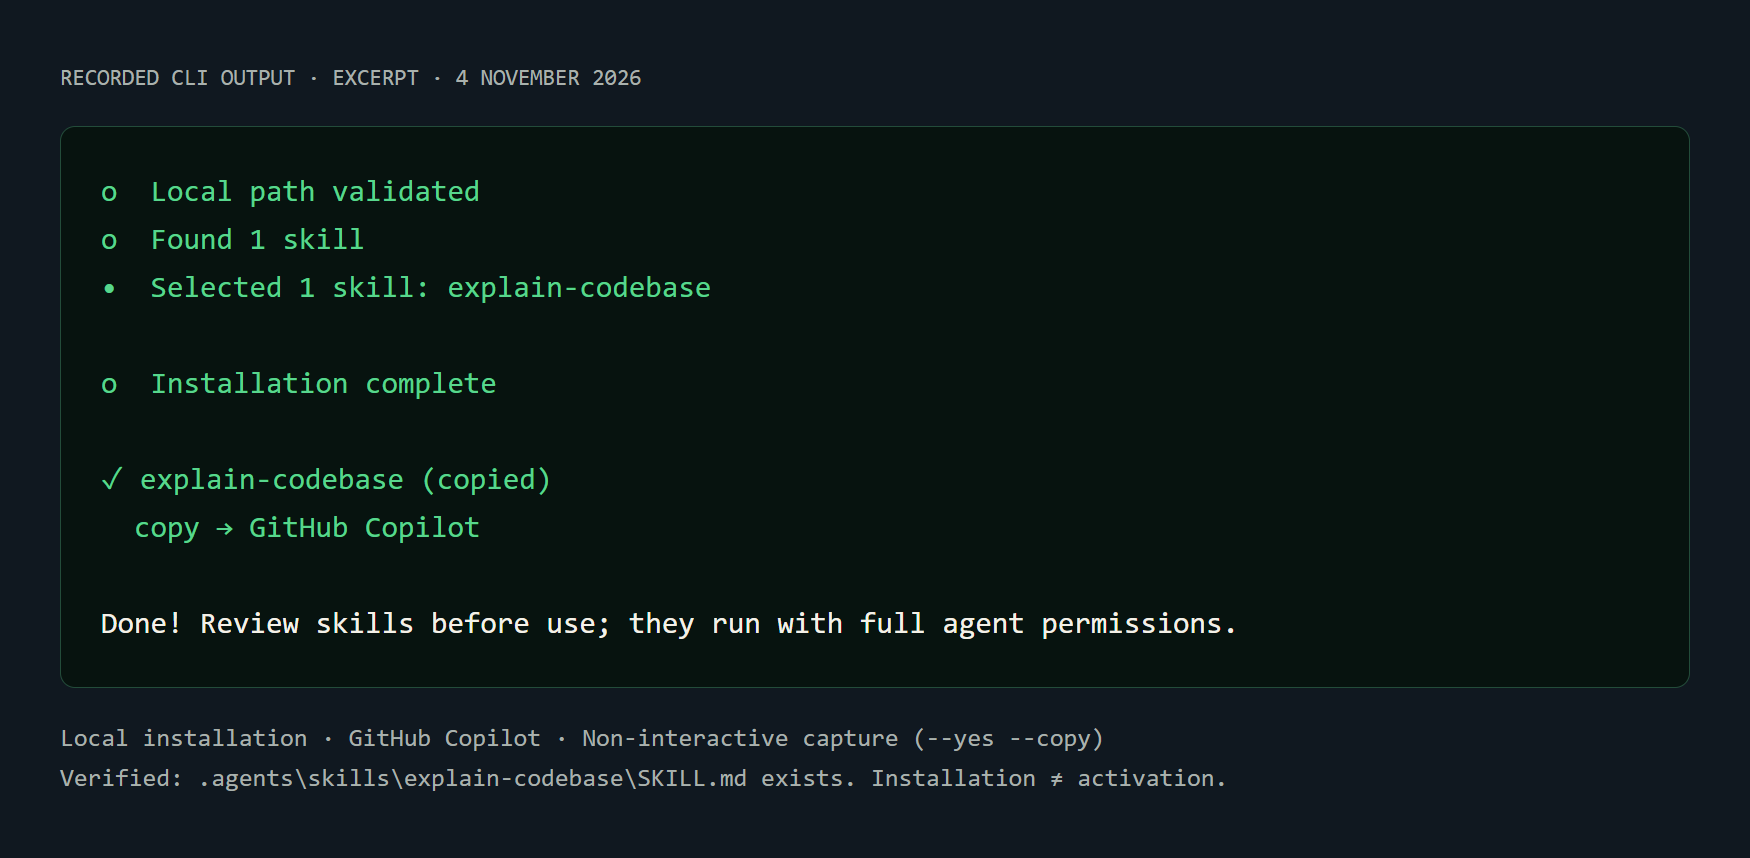 RECORDED CLI OUTPUT · EXCERPT · 4 NOVEMBER 2026
o  Local path validated
o  Found 1 skill
•  Selected 1 skill: explain-codebase
o  Installation complete
✓ explain-codebase (copied)
copy → GitHub Copilot
Done! Review skills before use; they run with full agent permissions.
Local installation · GitHub Copilot · Non-interactive capture (--yes --copy)
Verified: .agents\skills\explain-codebase\SKILL.md exists. Installation ≠ activation.